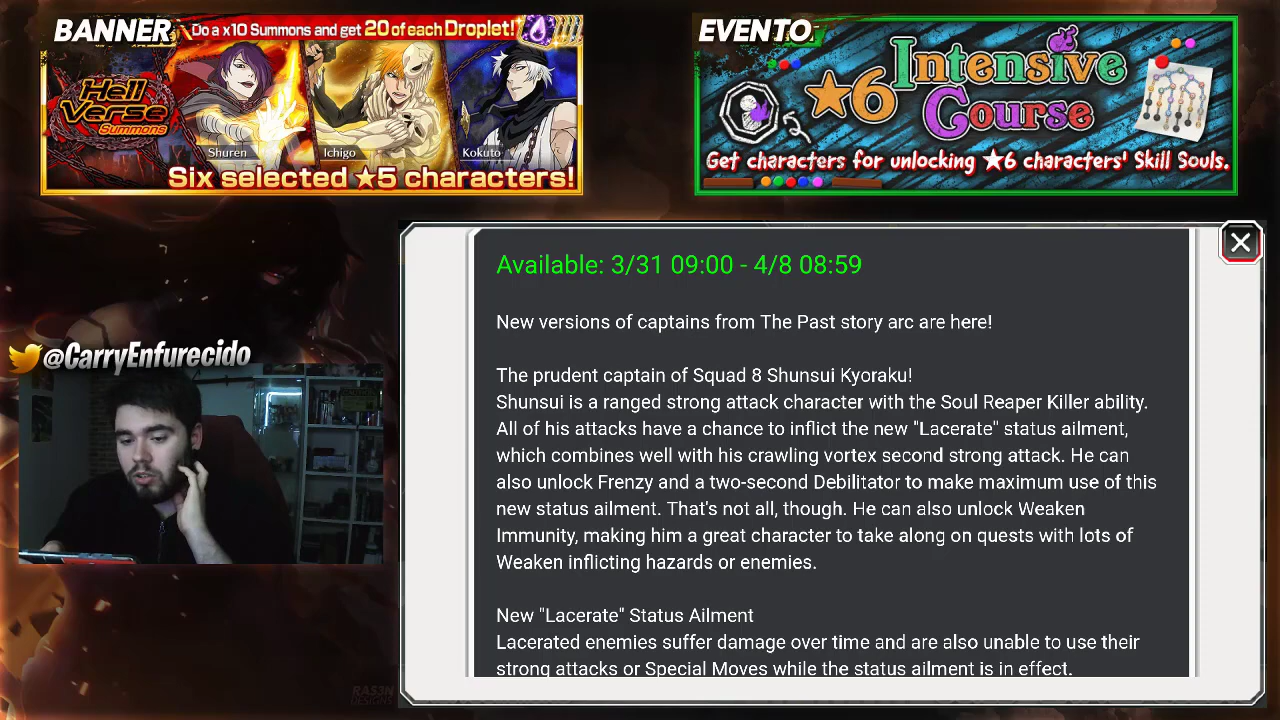 BANNER
Do a x10 Summons and get 20 of each Droplet!
Hell
Verse
Summons
Shuren
Ichigo
Kokuto
Six selected ★5 characters!
EVENTO
★6 Intensive
Course
Get characters for unlocking ★6 characters' Skill Souls.
@CarryEnfurecido
Available: 3/31 09:00 - 4/8 08:59
New versions of captains from The Past story arc are here!
The prudent captain of Squad 8 Shunsui Kyoraku!
Shunsui is a ranged strong attack character with the Soul Reaper Killer ability.
All of his attacks have a chance to inflict the new "Lacerate" status ailment,
which combines well with his crawling vortex second strong attack. He can
also unlock Frenzy and a two-second Debilitator to make maximum use of this
new status ailment. That's not all, though. He can also unlock Weaken
Immunity, making him a great character to take along on quests with lots of
Weaken inflicting hazards or enemies.
New "Lacerate" Status Ailment
Lacerated enemies suffer damage over time and are also unable to use their
strong attacks or Special Moves while the status ailment is in effect.
RAS3N
DESIGNS